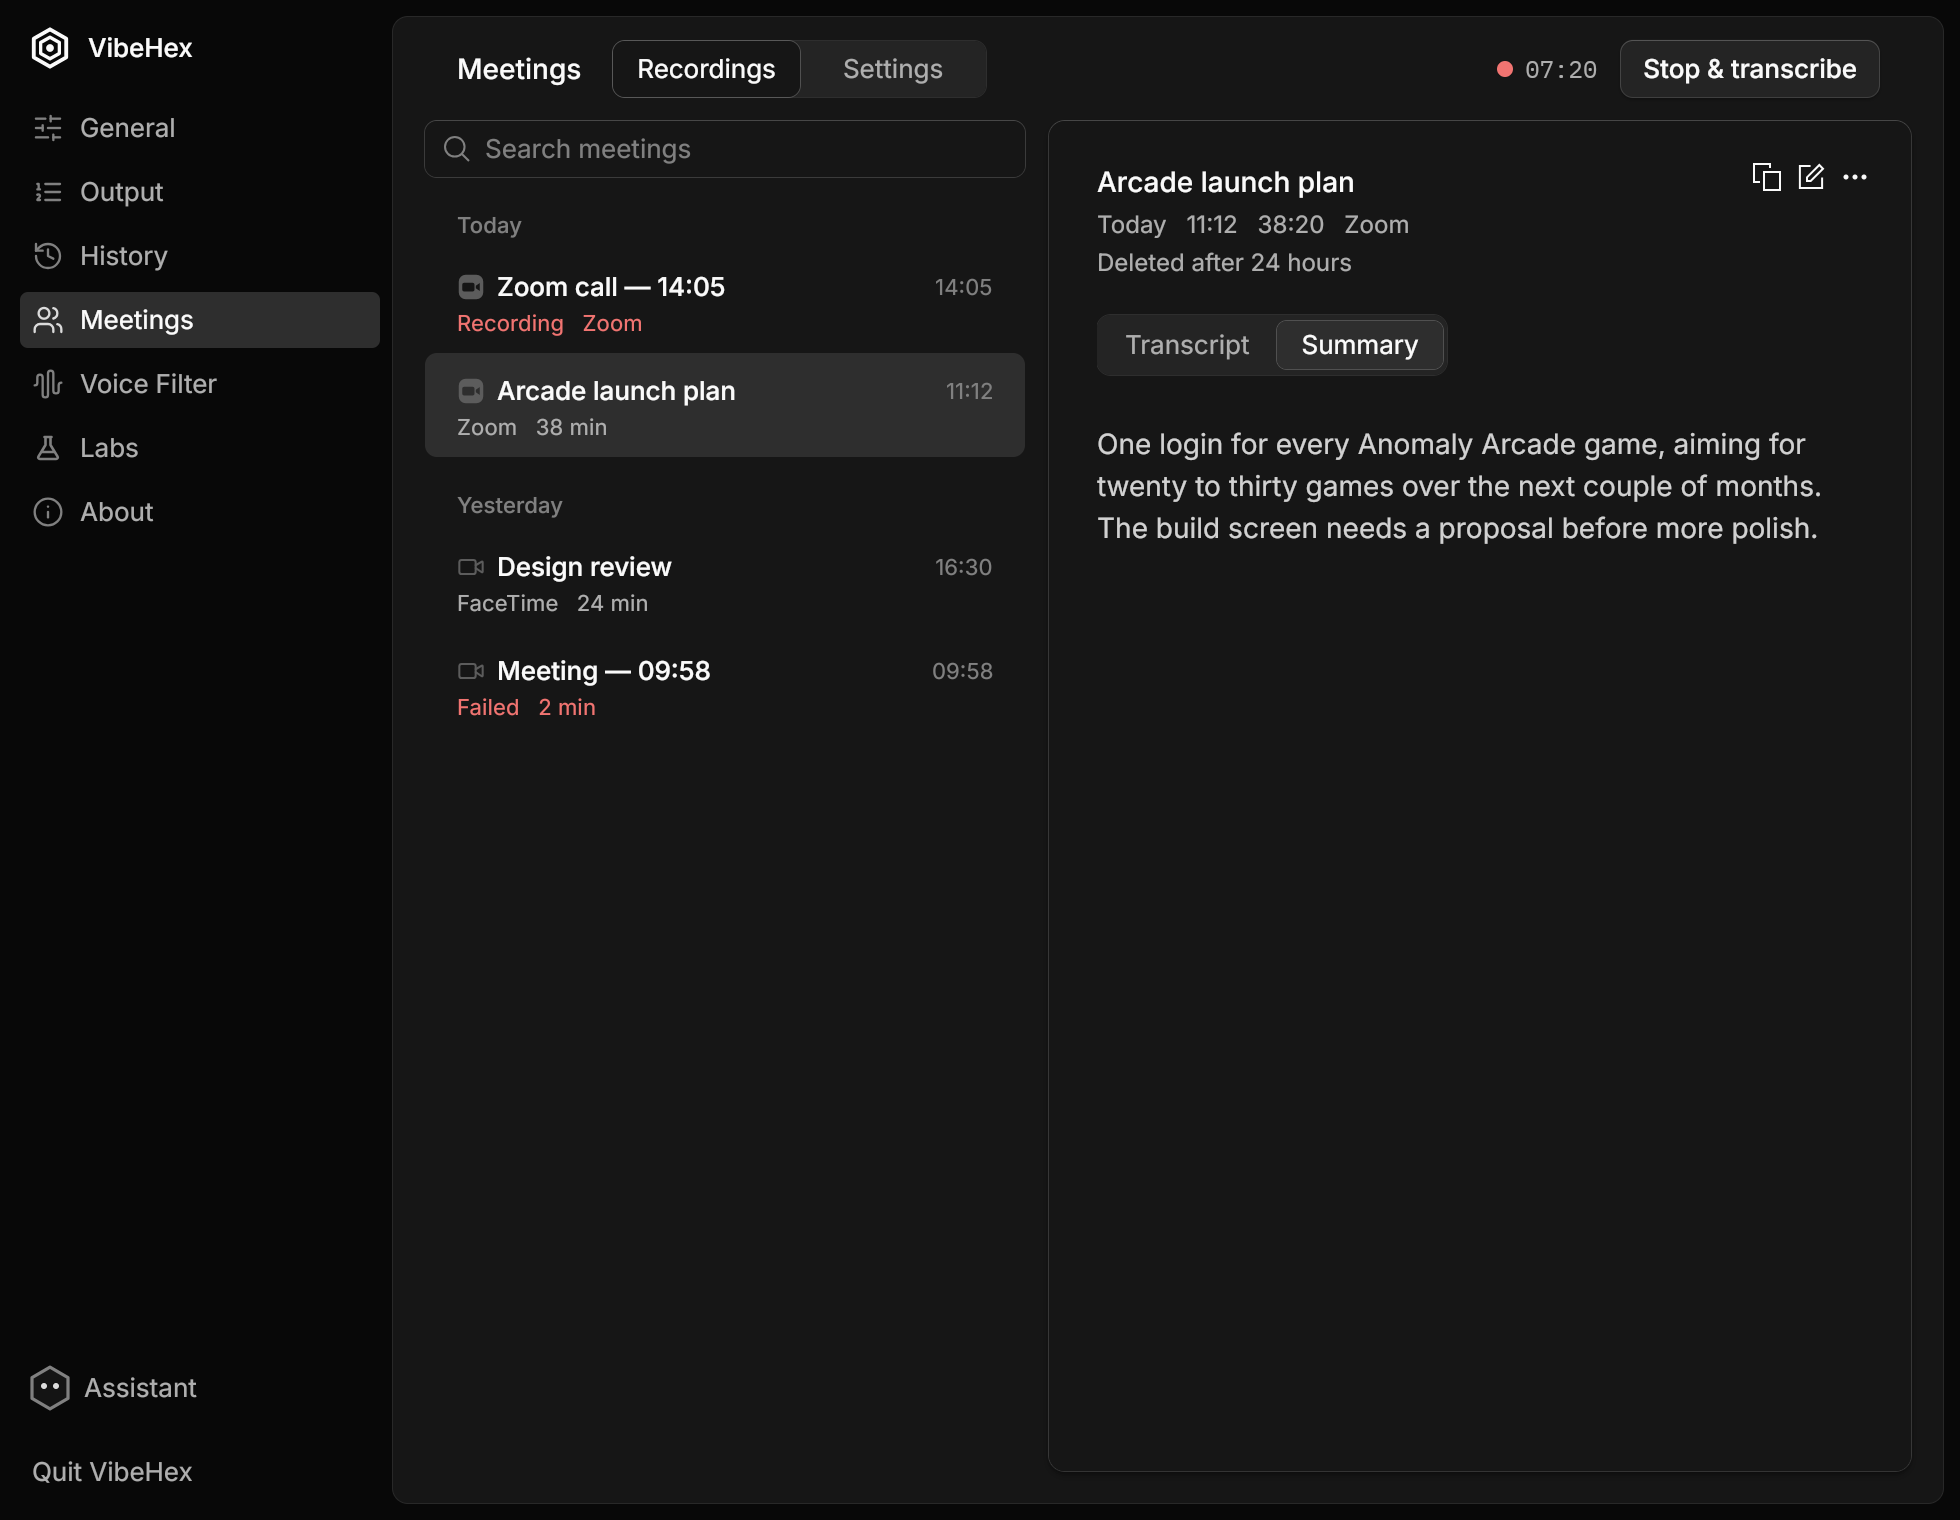 VibeHex
General
Output
History
Meetings
Voice Filter
Labs
About
Assistant
Quit VibeHex
Meetings
Recordings
Settings
07:20
Stop & transcribe
Search meetings
Today
Zoom call — 14:05
14:05
Recording Zoom
Arcade launch plan
11:12
Zoom 38 min
Yesterday
Design review
16:30
FaceTime 24 min
Meeting — 09:58
09:58
Failed 2 min
Arcade launch plan
Today 11:12 38:20 Zoom
Deleted after 24 hours
Transcript
Summary
One login for every Anomaly Arcade game, aiming for
twenty to thirty games over the next couple of months.
The build screen needs a proposal before more polish.